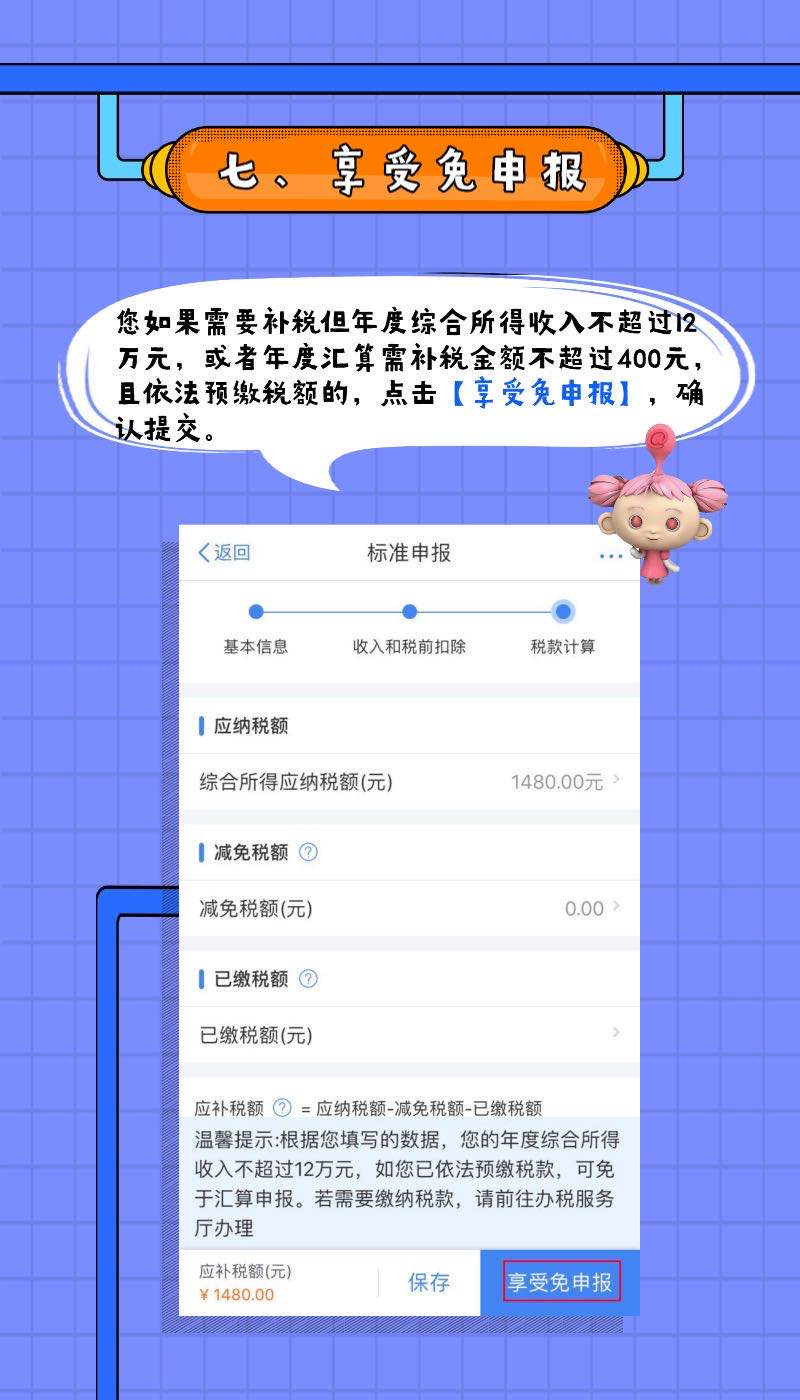 七、享受免申报
您如果需要补税但年度综合所得收入不超过12
万元，或者年度汇算需补税金额不超过400元，
且依法预缴税额的，点击【享受免申报】，确
认提交。
返回 标准申报 ...
基本信息 收入和税前扣除 税款计算
应纳税额
综合所得应纳税额(元) 1480.00元
减免税额 ?
减免税额(元) 0.00
已缴税额 ?
已缴税额(元)
应补税额 ? = 应纳税额-减免税额-已缴税额
温馨提示:根据您填写的数据，您的年度综合所得
收入不超过12万元，如您已依法预缴税款，可免
于汇算申报。若需要缴纳税款，请前往办税服务
厅办理
应补税额(元)
¥ 1480.00
保存
享受免申报